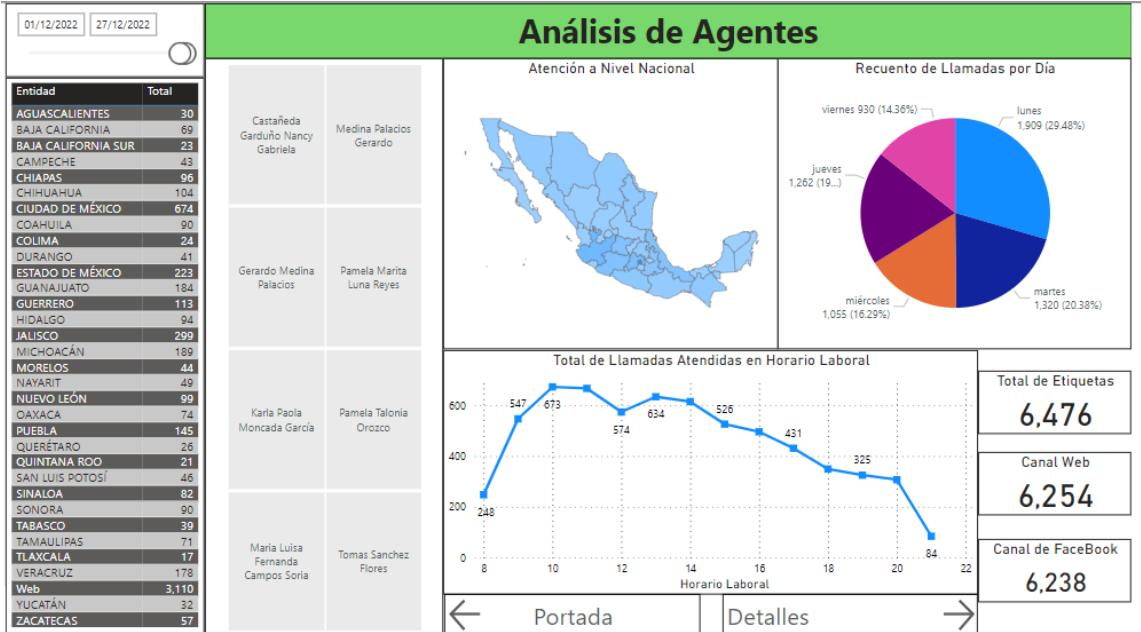 01/12/2022 27/12/2022
Análisis de Agentes
Entidad Total
AGUASCALIENTES 30
BAJA CALIFORNIA 69
BAJA CALIFORNIA SUR 23
CAMPECHE 43
CHIAPAS 96
CHIHUAHUA 104
CIUDAD DE MÉXICO 674
COAHUILA 90
COLIMA 24
DURANGO 41
ESTADO DE MÉXICO 223
GUANAJUATO 184
GUERRERO 113
HIDALGO 94
JALISCO 299
MICHOACÁN 189
MORELOS 44
NAYARIT 49
NUEVO LEÓN 99
OAXACA 74
PUEBLA 145
QUERÉTARO 26
QUINTANA ROO 21
SAN LUIS POTOSÍ 46
SINALOA 82
SONORA 90
TABASCO 39
TAMAULIPAS 71
TLAXCALA 17
VERACRUZ 178
Web 3,110
YUCATÁN 32
ZACATECAS 57
Castañeda
Garduño Nancy
Gabriela
Medina Palacios
Gerardo
Gerardo Medina
Palacios
Pamela Marita
Luna Reyes
Karla Paola
Moncada García
Pamela Talonia
Orozco
Maria Luisa
Fernanda
Campos Soria
Tomas Sanchez
Flores
Atención a Nivel Nacional
Recuento de Llamadas por Día
viernes 930 (14.36%)
lunes
1,909 (29.48%)
jueves
1,262 (19...)
miércoles
1,055 (16.29%)
martes
1,320 (20.38%)
Total de Llamadas Atendidas en Horario Laboral
600
400
200
0
248
547
673
574
634
526
431
325
84
8 10 12 14 16 18 20 22
Horario Laboral
Total de Etiquetas
6,476
Canal Web
6,254
Canal de FaceBook
6,238
Portada
Detalles